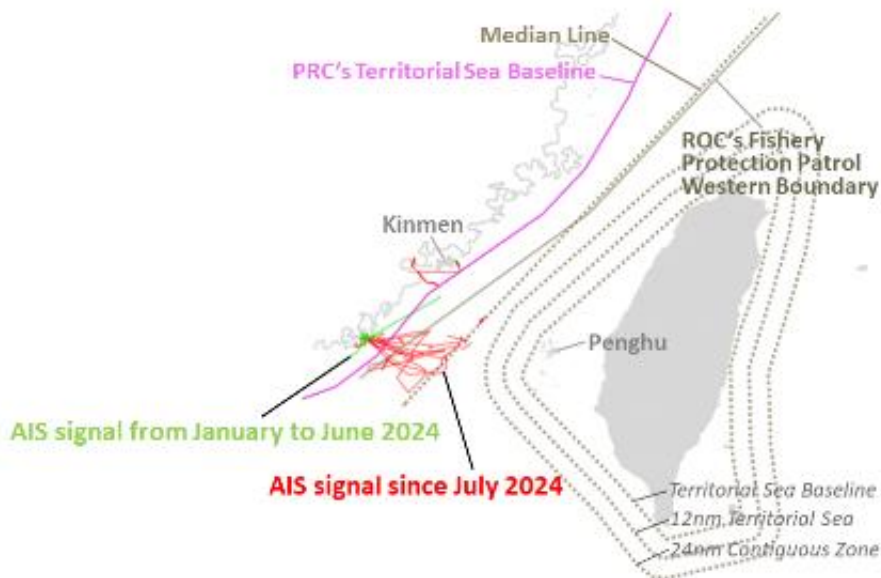 Median Line
PRC's Territorial Sea Baseline
ROC's Fishery
Protection Patrol
Western Boundary
Kinmen
Penghu
AIS signal from January to June 2024
AIS signal since July 2024
Territorial Sea Baseline
12nm Territorial Sea
24nm Contiguous Zone